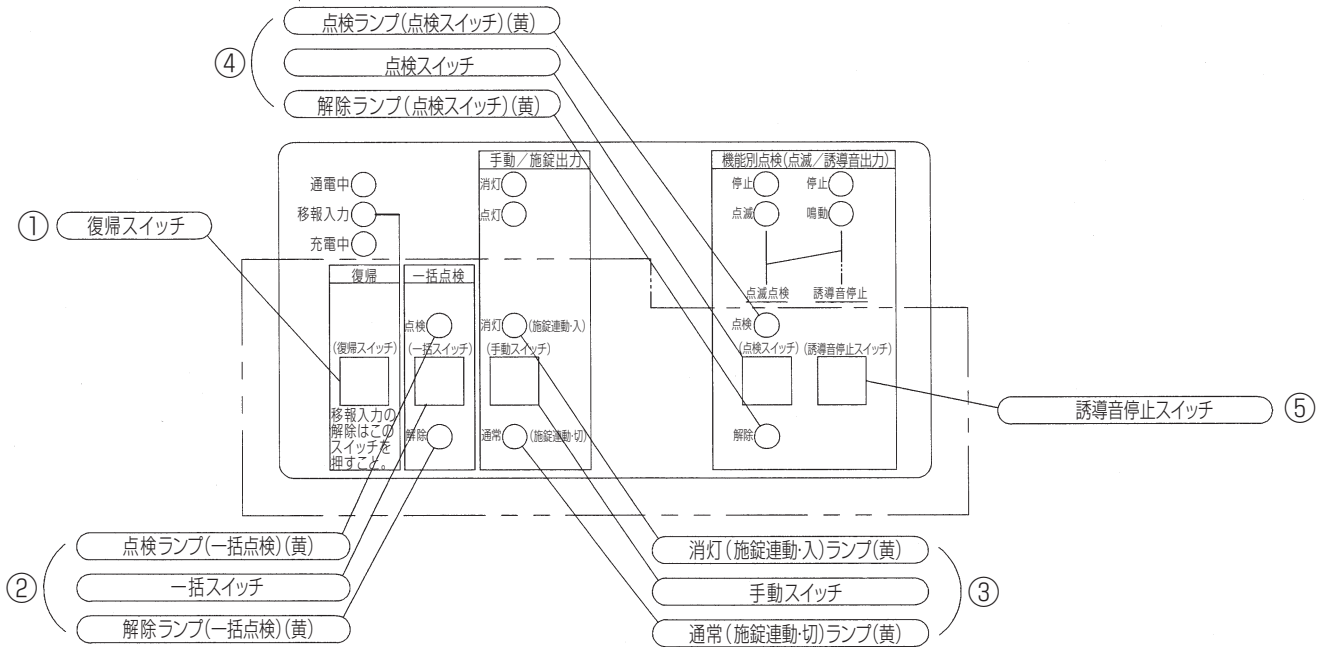 点検ランプ(点検スイッチ)(黄)
④
点検スイッチ
解除ランプ(点検スイッチ)(黄)
手動/施錠出力
機能別点検(点滅/誘導音出力)
通電中
消灯
停止
停止
移報入力
点灯
点滅
鳴動
① 復帰スイッチ
充電中
復帰
一括点検
点滅点検
誘導音停止
点検
消灯
(施錠連動・入)
点検
(復帰スイッチ)
(一括スイッチ)
(手動スイッチ)
(点検スイッチ)
(誘導音停止スイッチ)
誘導音停止スイッチ ⑤
移報入力の
解除はこの
スイッチを
押すこと。
解除
通常
(施錠連動・切)
解除
点検ランプ(一括点検)(黄)
② 一括スイッチ
解除ランプ(一括点検)(黄)
消灯(施錠連動・入)ランプ(黄)
手動スイッチ ③
通常(施錠連動・切)ランプ(黄)